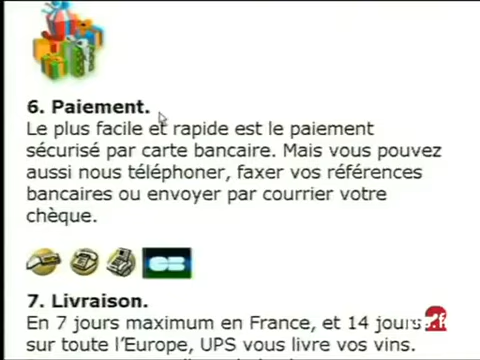 6. Paiement.
Le plus facile et rapide est le paiement
sécurisé par carte bancaire. Mais vous pouvez
aussi nous téléphoner, faxer vos références
bancaires ou envoyer par courrier votre
chèque.
CB
7. Livraison.
En 7 jours maximum en France, et 14 jours
sur toute l'Europe, UPS vous livre vos vins.